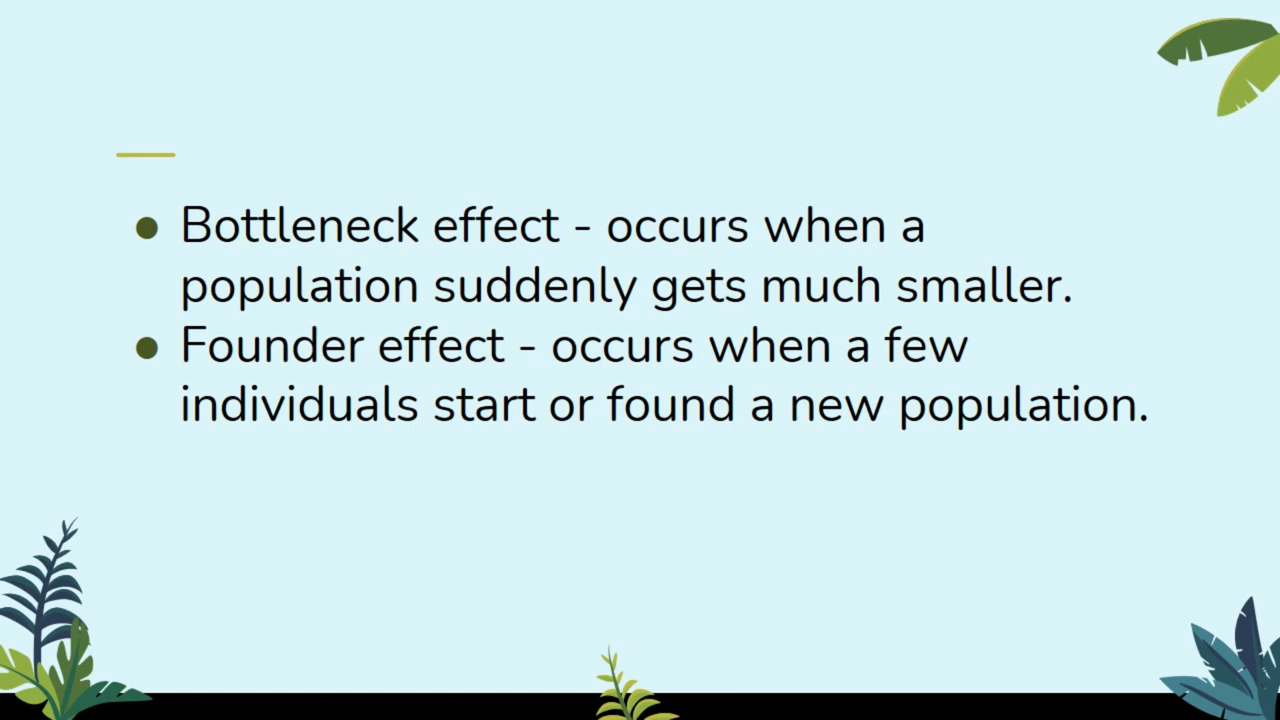 ● Bottleneck effect - occurs when a
population suddenly gets much smaller.
● Founder effect - occurs when a few
individuals start or found a new population.